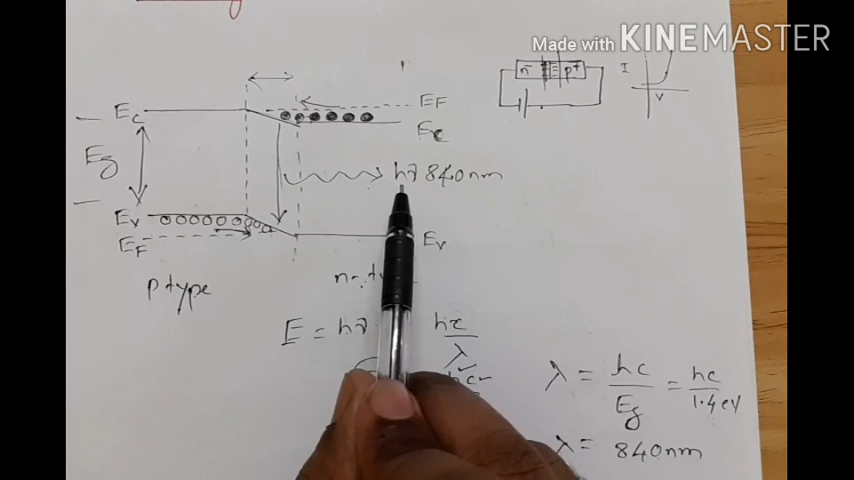 Made with KINEMASTER
n⁻ p⁺
I
V
Ec
EF
Ec
Eg
hν 840nm
Ev
EF
Ev
p type
E = hν
hc
λ
λ = hc/Eg = hc/1.4eV
λ = 840nm